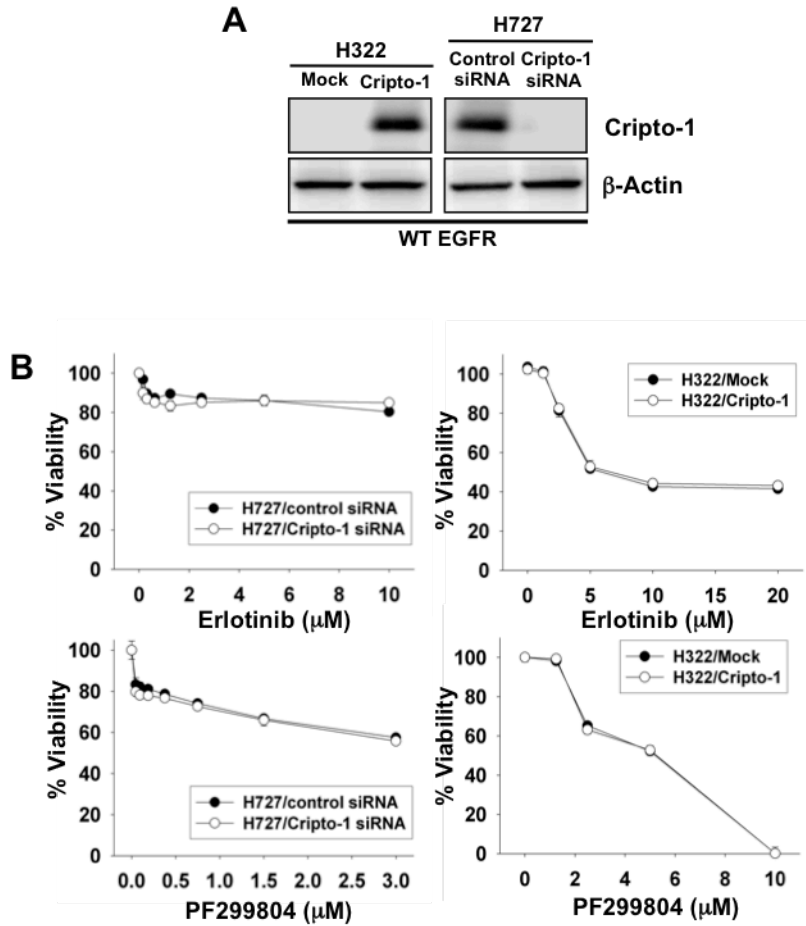 A
H322
H727
Mock Cripto-1
Control siRNA
Cripto-1 siRNA
Cripto-1
β-Actin
WT EGFR
B
100
80
60
40
20
0
% Viability
H727/control siRNA
H727/Cripto-1 siRNA
0 2 4 6 8 10
Erlotinib (μM)
100
80
60
40
20
0
% Viability
H322/Mock
H322/Cripto-1
0 5 10 15 20
Erlotinib (μM)
100
80
60
40
20
0
% Viability
H727/control siRNA
H727/Cripto-1 siRNA
0.0 0.5 1.0 1.5 2.0 2.5 3.0
PF299804 (μM)
100
80
60
40
20
0
% Viability
H322/Mock
H322/Cripto-1
0 2 4 6 8 10
PF299804 (μM)